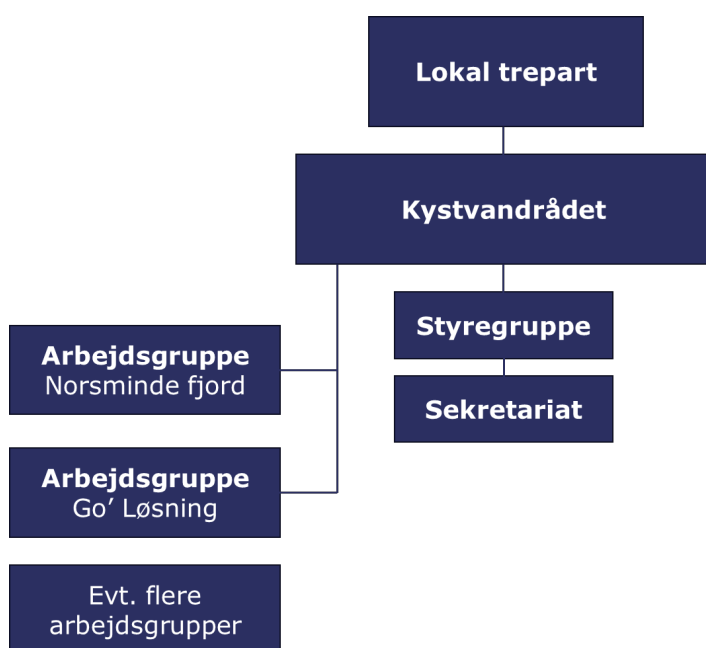 Lokal trepart
Kystvandrådet
Styregruppe
Sekretariat
Arbejdsgruppe
Norsminde fjord
Arbejdsgruppe
Go’ Løsning
Evt. flere
arbejdsgrupper